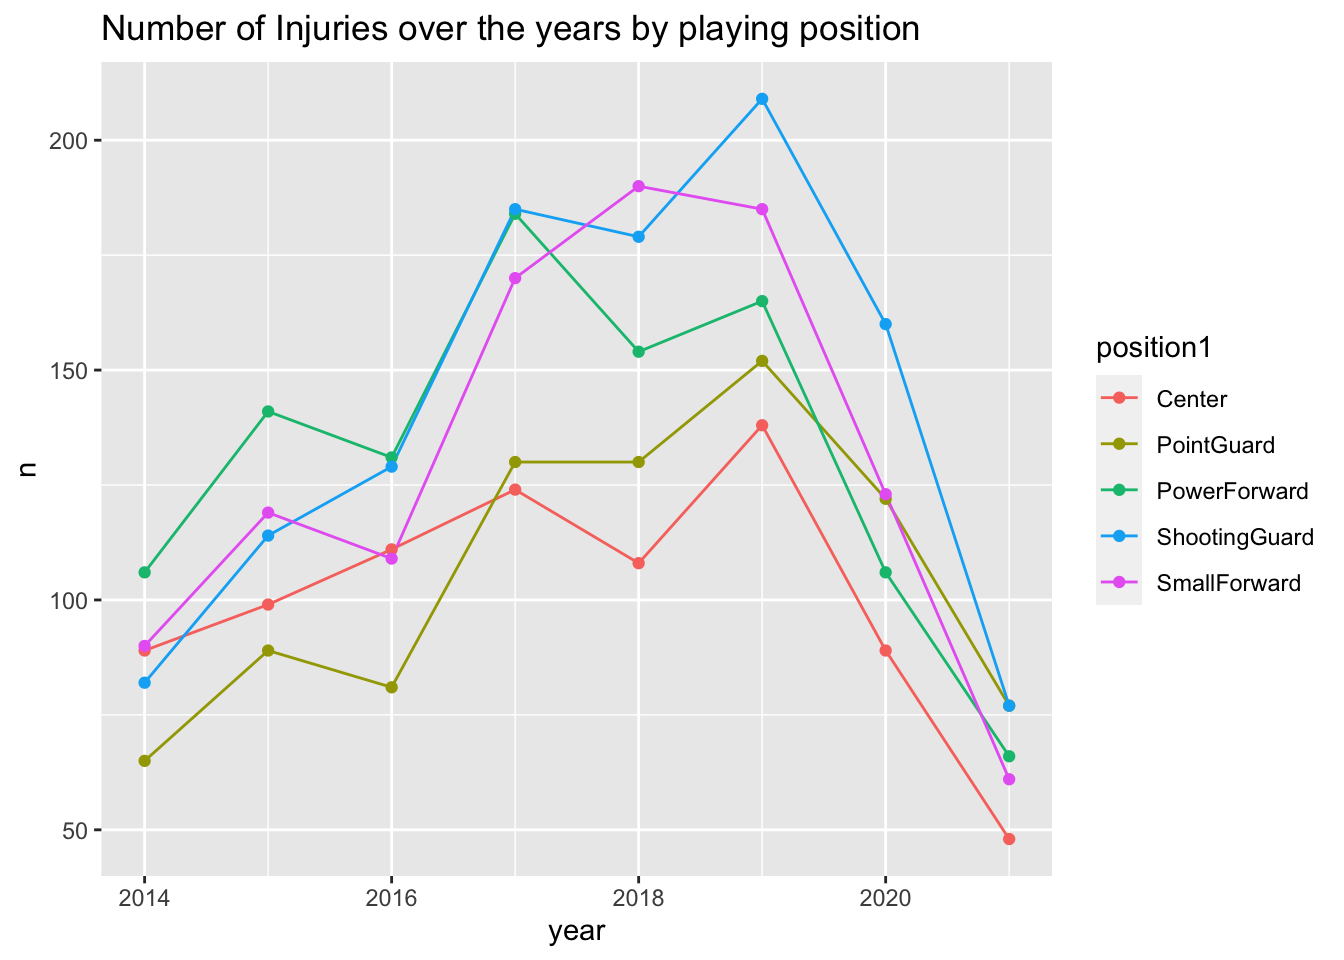 Number of Injuries over the years by playing position
200
150
100
50
n
2014 2016 2018 2020
year
position1
Center
PointGuard
PowerForward
ShootingGuard
SmallForward